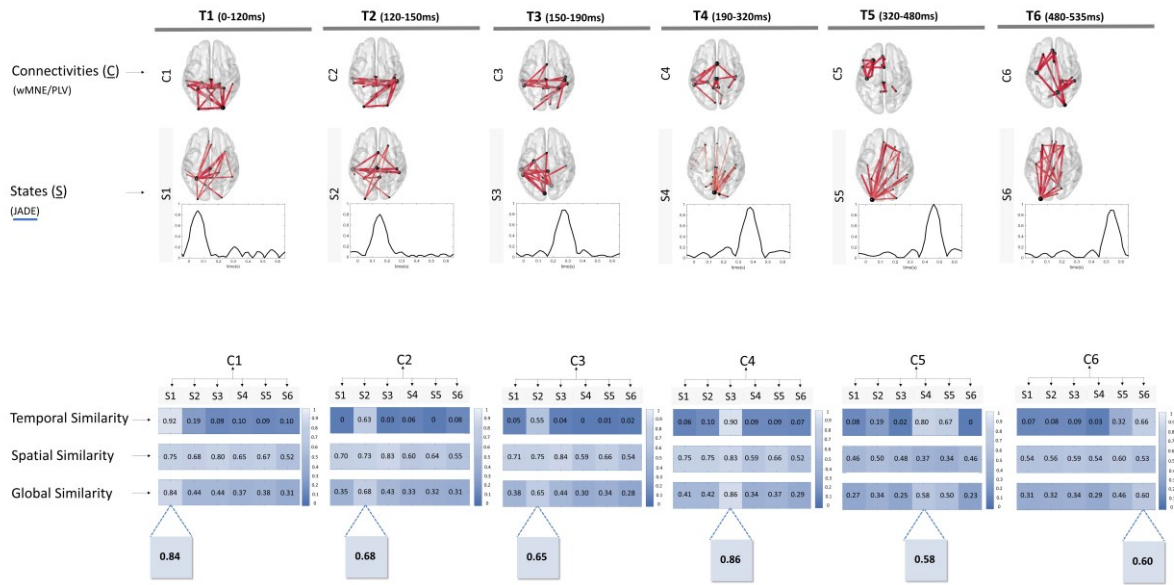 T1 (0-120ms) T2 (120-150ms) T3 (150-190ms) T4 (190-320ms) T5 (320-480ms) T6 (480-535ms)
Connectivities (C)
(wMNE/PLV)
C1 C2 C3 C4 C5 C6
States (S)
(JADE)
S1 S2 S3 S4 S5 S6
time(s) time(s) time(s) time(s) time(s) time(s)
C1 C2 C3 C4 C5 C6
S1 S2 S3 S4 S5 S6 S1 S2 S3 S4 S5 S6 S1 S2 S3 S4 S5 S6 S1 S2 S3 S4 S5 S6 S1 S2 S3 S4 S5 S6 S1 S2 S3 S4 S5 S6
Temporal Similarity 0.92 0.19 0.09 0.10 0.09 0.10 0 0.63 0.03 0.06 0 0.08 0.05 0.55 0.04 0 0.01 0.02 0.06 0.10 0.90 0.09 0.09 0.07 0.08 0.19 0.02 0.80 0.67 0 0.07 0.08 0.09 0.03 0.32 0.66
Spatial Similarity 0.75 0.68 0.80 0.65 0.67 0.52 0.70 0.73 0.83 0.60 0.64 0.55 0.71 0.75 0.84 0.59 0.66 0.54 0.75 0.75 0.83 0.59 0.66 0.52 0.46 0.50 0.48 0.37 0.34 0.46 0.54 0.56 0.59 0.54 0.60 0.53
Global Similarity 0.84 0.44 0.44 0.37 0.38 0.31 0.35 0.68 0.43 0.33 0.32 0.31 0.38 0.65 0.44 0.30 0.34 0.28 0.41 0.42 0.86 0.34 0.37 0.29 0.27 0.34 0.25 0.58 0.50 0.23 0.31 0.32 0.34 0.29 0.46 0.60
0.84 0.68 0.65 0.86 0.58 0.60